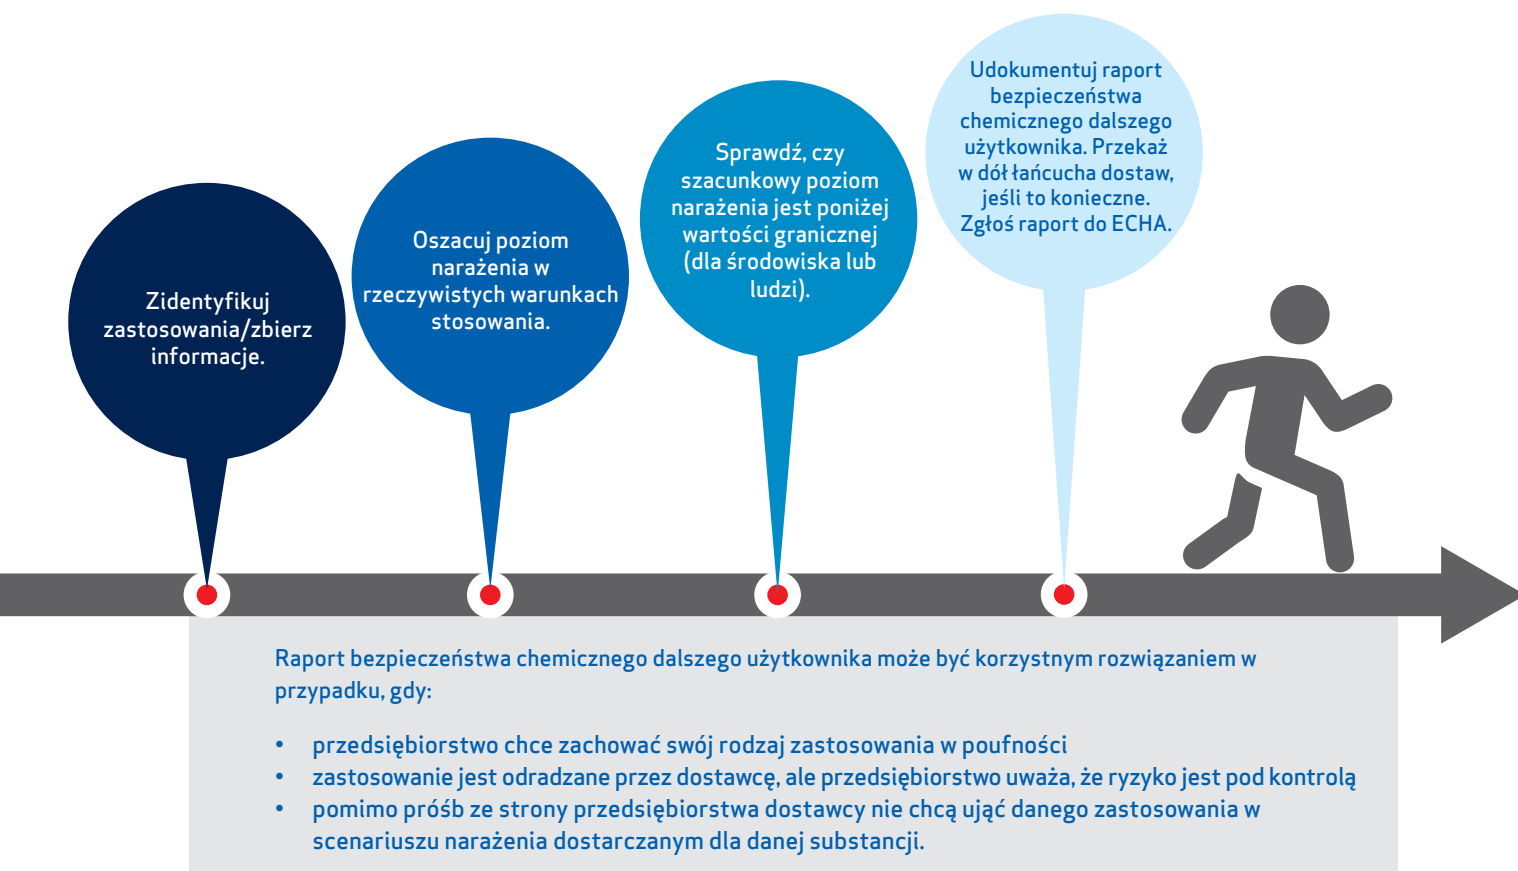 Zidentyfikuj
zastosowania/zbierz
informacje.
Oszacuj poziom
narażenia w
rzeczywistych warunkach
stosowania.
Sprawdź, czy
szacunkowy poziom
narażenia jest poniżej
wartości granicznej
(dla środowiska lub
ludzi).
Udokumentuj raport
bezpieczeństwa
chemicznego dalszego
użytkownika. Przekaż
w dół łańcucha dostaw,
jeśli to konieczne.
Zgłoś raport do ECHA.
Raport bezpieczeństwa chemicznego dalszego użytkownika może być korzystnym rozwiązaniem w
przypadku, gdy:
• przedsiębiorstwo chce zachować swój rodzaj zastosowania w poufności
• zastosowanie jest odradzane przez dostawcę, ale przedsiębiorstwo uważa, że ryzyko jest pod kontrolą
• pomimo próśb ze strony przedsiębiorstwa dostawcy nie chcą ująć danego zastosowania w
scenariuszu narażenia dostarczanym dla danej substancji.